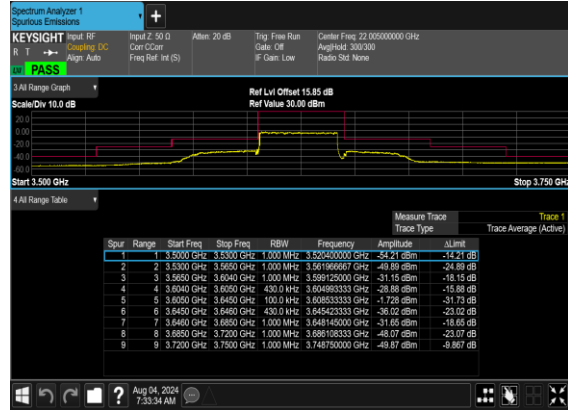 Spectrum Analyzer 1
Spurious Emissions
KEYSIGHT Input: RF Input Z: 50 Ω Atten: 20 dB Trig: Free Run Center Freq: 22.005000000 GHz
R T Coupling: DC Corr CCorr Gate: Off Avg|Hold: 300/300
Align: Auto Freq Ref: Int (S) IF Gain: Low Radio Std: None
LW PASS
3 All Range Graph
Ref Lvl Offset 15.85 dB
Scale/Div 10.0 dB Ref Value 30.00 dBm
20.0
0.00
-20.0
-40.0
-60.0
Start 3.500 GHz Stop 3.750 GHz
4 All Range Table
Measure Trace Trace 1
Trace Type Trace Average (Active)
Spur Range Start Freq Stop Freq RBW Frequency Amplitude ΔLimit
1 1 3.5000 GHz 3.5300 GHz 1.000 MHz 3.520400000 GHz -54.21 dBm -14.21 dB
2 2 3.5300 GHz 3.5650 GHz 1.000 MHz 3.561966667 GHz -49.89 dBm -24.89 dB
3 3 3.5650 GHz 3.6040 GHz 1.000 MHz 3.599125000 GHz -31.15 dBm -18.15 dB
4 4 3.6040 GHz 3.6050 GHz 430.0 kHz 3.604993333 GHz -28.88 dBm -15.88 dB
5 5 3.6050 GHz 3.6450 GHz 100.0 kHz 3.608533333 GHz -1.728 dBm -31.73 dB
6 6 3.6450 GHz 3.6460 GHz 430.0 kHz 3.645423333 GHz -36.02 dBm -23.02 dB
7 7 3.6460 GHz 3.6850 GHz 1.000 MHz 3.648145000 GHz -31.65 dBm -18.65 dB
8 8 3.6850 GHz 3.7200 GHz 1.000 MHz 3.686108333 GHz -48.07 dBm -23.07 dB
9 9 3.7200 GHz 3.7500 GHz 1.000 MHz 3.748750000 GHz -49.87 dBm -9.867 dB
Aug 04, 2024
7:33:34 AM